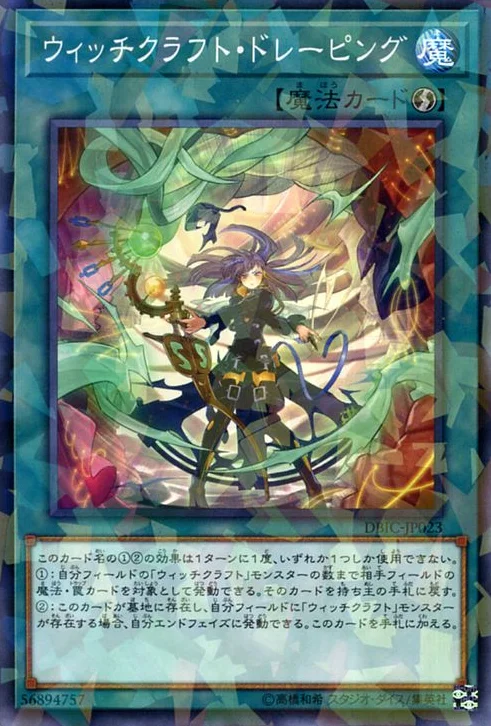 ウィッチクラフト・ドレーピング
魔
【魔法カード】
DBIC-JP023
このカード名の①②の効果は1ターンに1度、いずれか1つしか使用できない。
①:自分フィールドの「ウィッチクラフト」モンスターの数まで相手フィールドの
魔法・罠カードを対象として発動できる。そのカードを持ち主の手札に戻す。
②:このカードが墓地に存在し、自分フィールドに「ウィッチクラフト」モンスター
が存在する場合、自分エンドフェイズに発動できる。このカードを手札に加える。
56894757
©高橋和希 スタジオ・ダイス/集英社